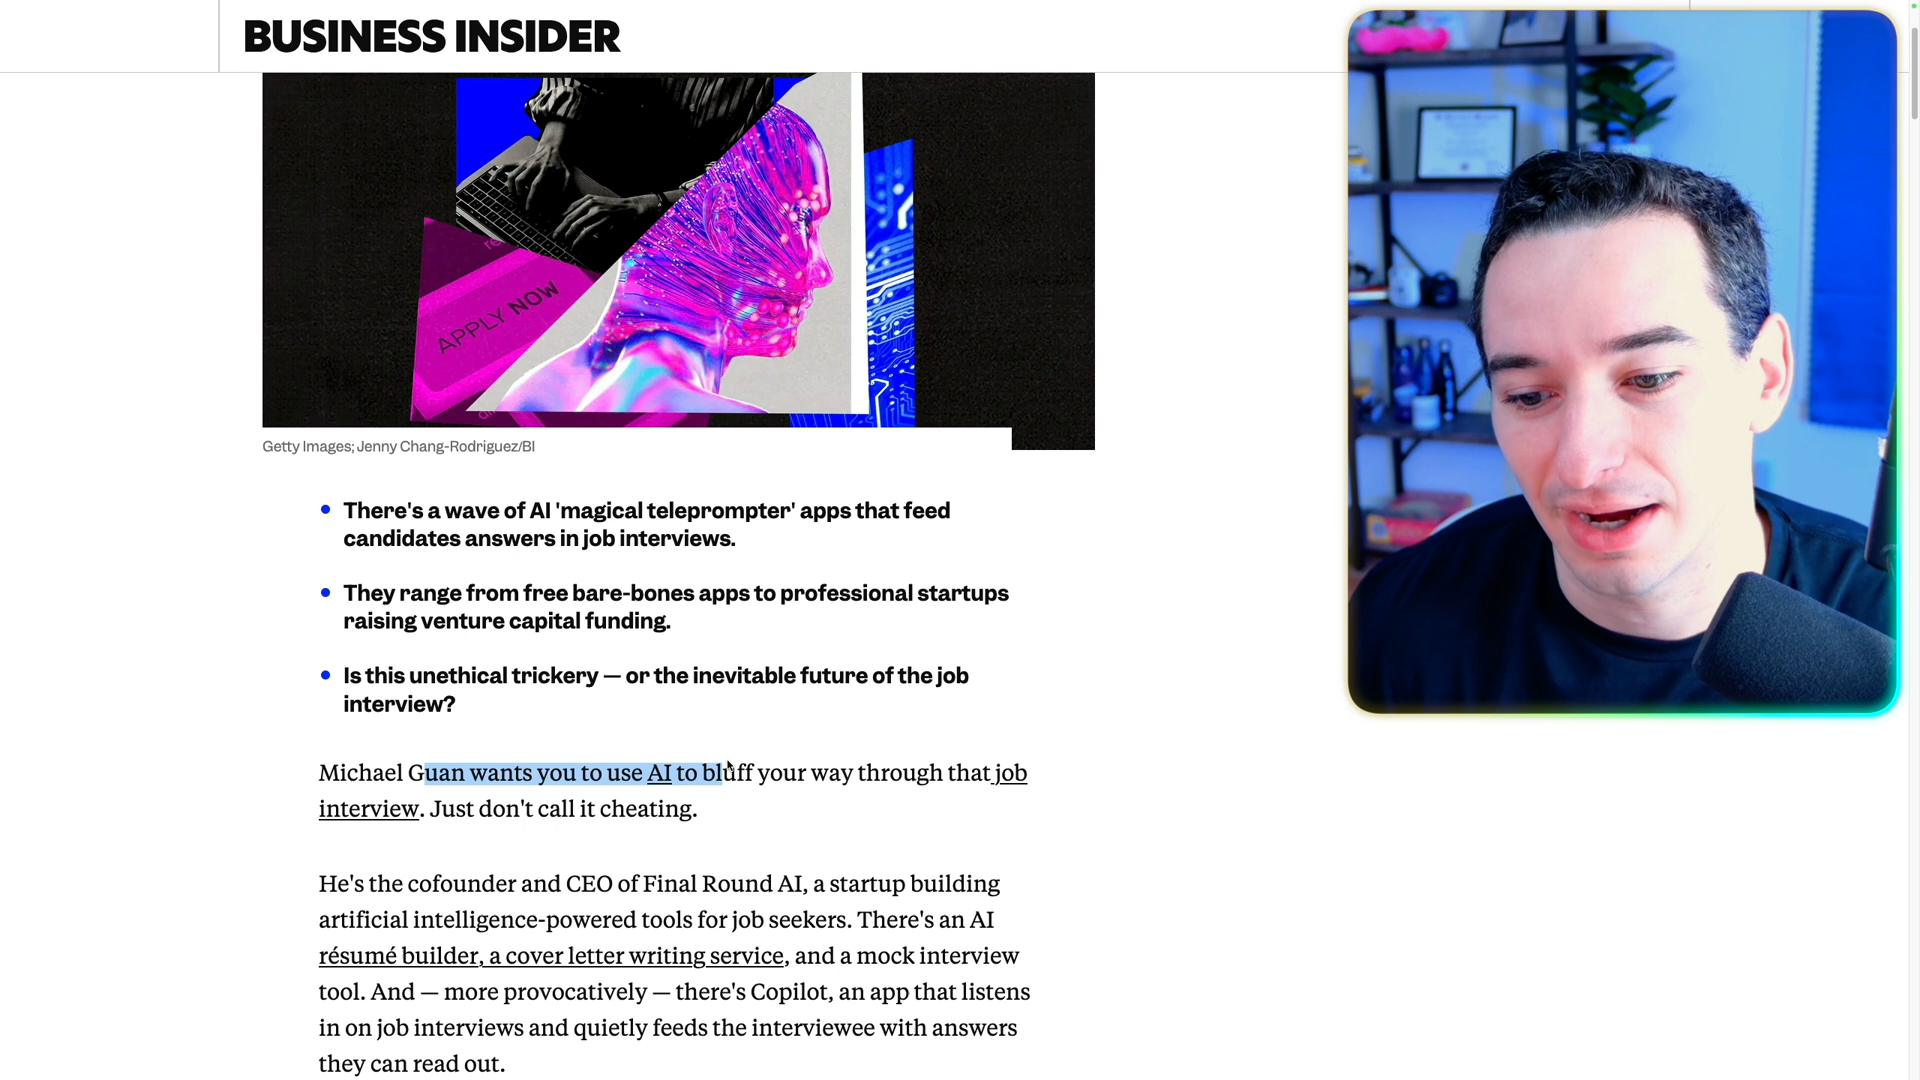 BUSINESS INSIDER
APPLY NOW
Getty Images; Jenny Chang-Rodriguez/BI
There's a wave of AI 'magical teleprompter' apps that feed
candidates answers in job interviews.
They range from free bare-bones apps to professional startups
raising venture capital funding.
Is this unethical trickery — or the inevitable future of the job
interview?
Michael Guan wants you to use AI to bluff your way through that job
interview. Just don't call it cheating.
He's the cofounder and CEO of Final Round AI, a startup building
artificial intelligence-powered tools for job seekers. There's an AI
résumé builder, a cover letter writing service, and a mock interview
tool. And — more provocatively — there's Copilot, an app that listens
in on job interviews and quietly feeds the interviewee with answers
they can read out.